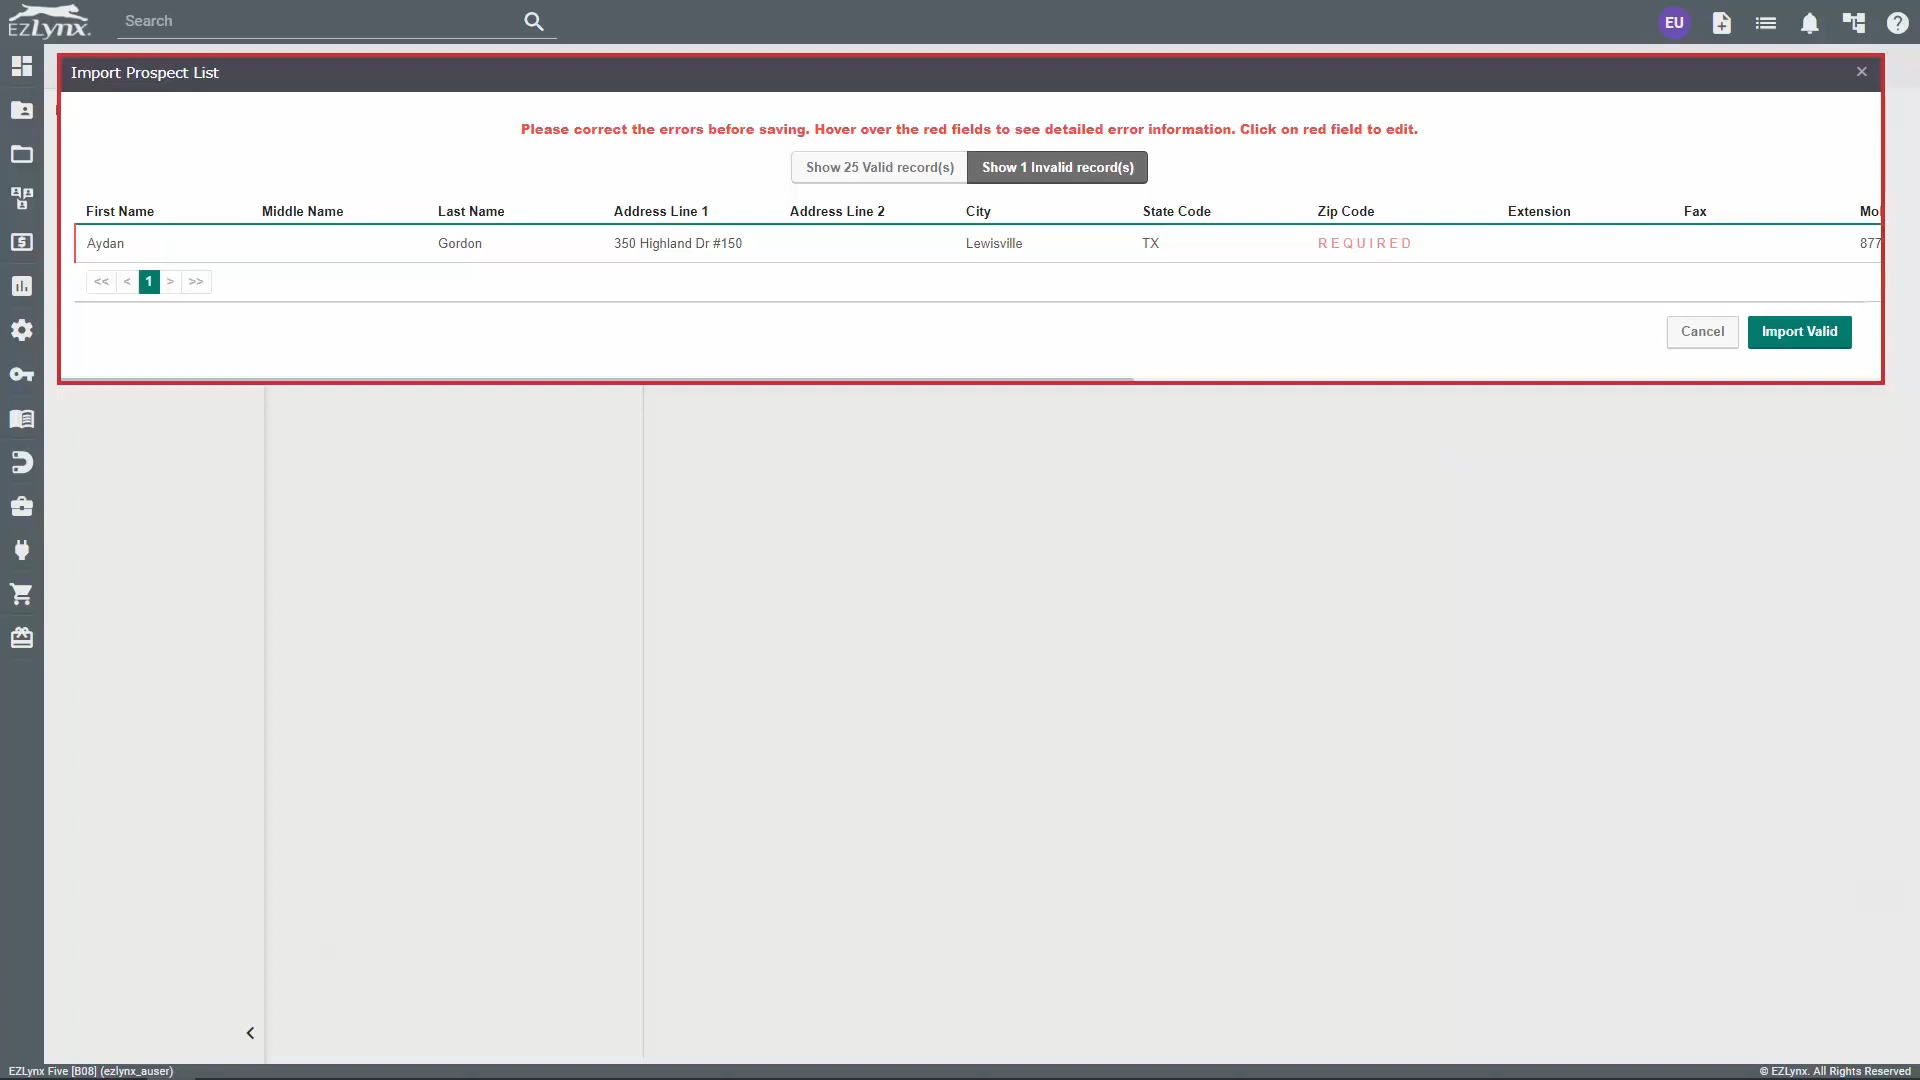 EZLynx
Search
EU
Import Prospect List
Please correct the errors before saving. Hover over the red fields to see detailed error information. Click on red field to edit.
Show 25 Valid record(s) Show 1 Invalid record(s)
First Name Middle Name Last Name Address Line 1 Address Line 2 City State Code Zip Code Extension Fax Mo
Aydan Gordon 350 Highland Dr #150 Lewisville TX REQUIRED 877
<< < 1 > >>
Cancel Import Valid
EZLynx Five [B08] (ezlynx_auser) © EZLynx. All Rights Reserved